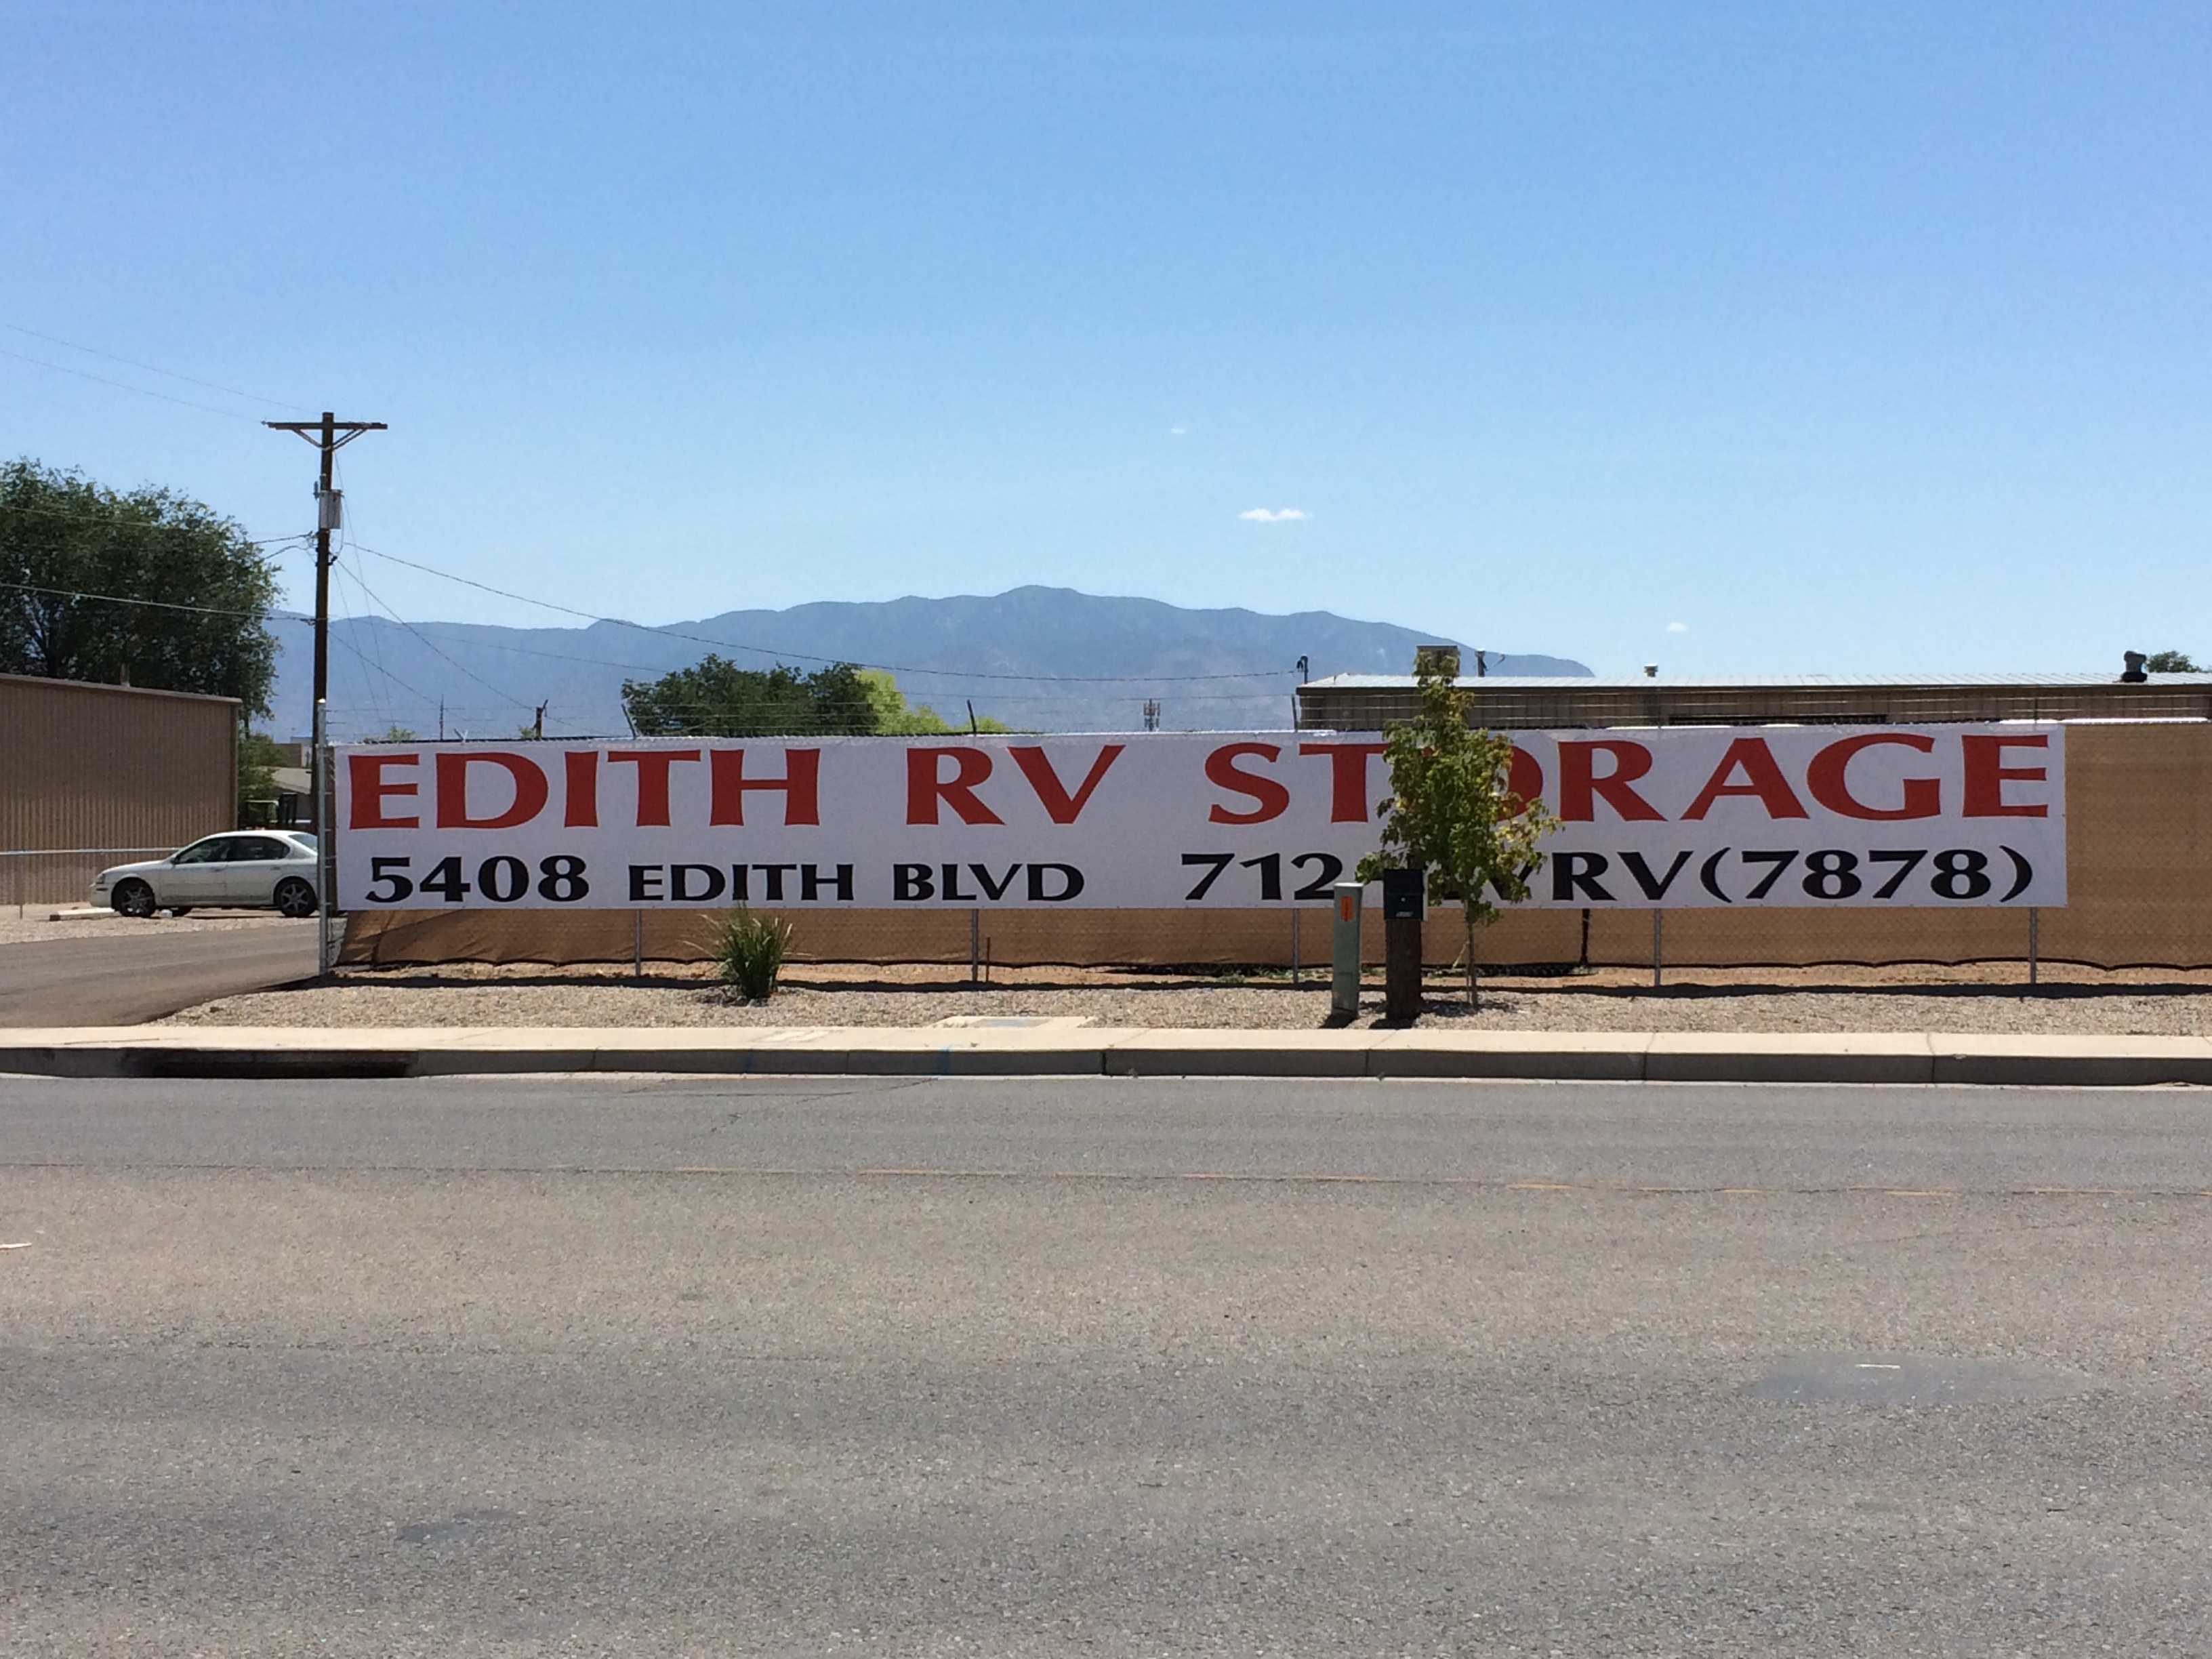 EDITH RV STORAGE
5408 EDITH BLVD 712 RV(7878)